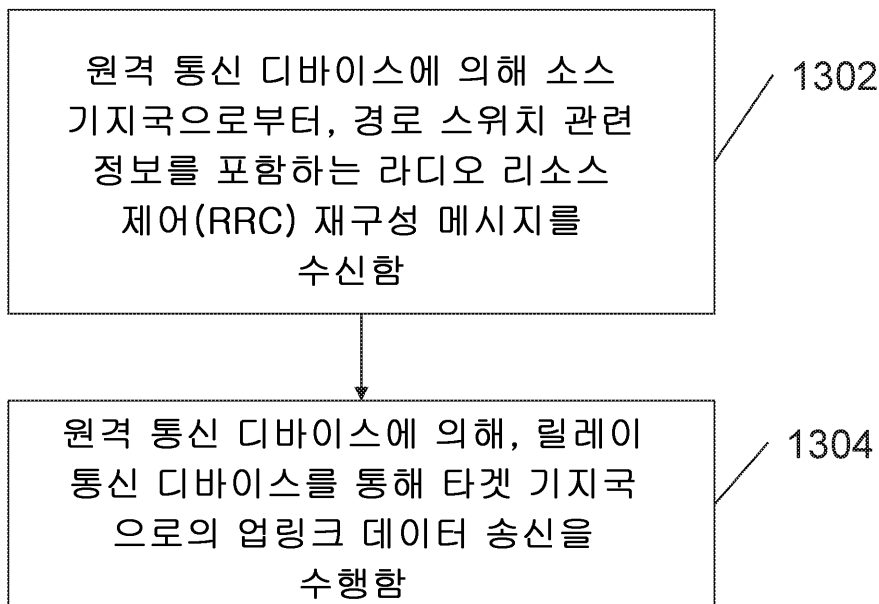 원격 통신 디바이스에 의해 소스
기지국으로부터, 경로 스위치 관련
정보를 포함하는 라디오 리소스
제어(RRC) 재구성 메시지를
수신함
1302
원격 통신 디바이스에 의해, 릴레이
통신 디바이스를 통해 타겟 기지국
으로의 업링크 데이터 송신을
수행함
1304